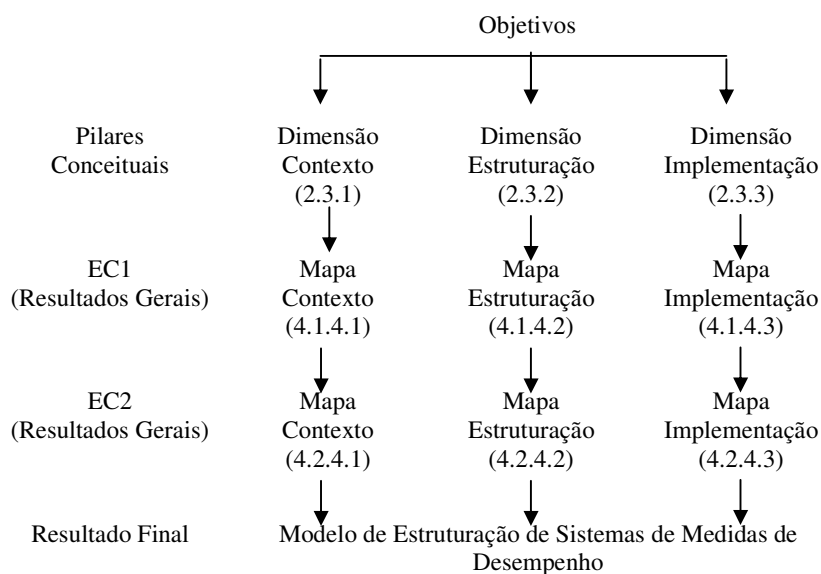 Objetivos
Pilares Conceituais
Dimensão Contexto (2.3.1)
Dimensão Estruturação (2.3.2)
Dimensão Implementação (2.3.3)
EC1 (Resultados Gerais)
Mapa Contexto (4.1.4.1)
Mapa Estruturação (4.1.4.2)
Mapa Implementação (4.1.4.3)
EC2 (Resultados Gerais)
Mapa Contexto (4.2.4.1)
Mapa Estruturação (4.2.4.2)
Mapa Implementação (4.2.4.3)
Resultado Final
Modelo de Estruturação de Sistemas de Medidas de
Desempenho